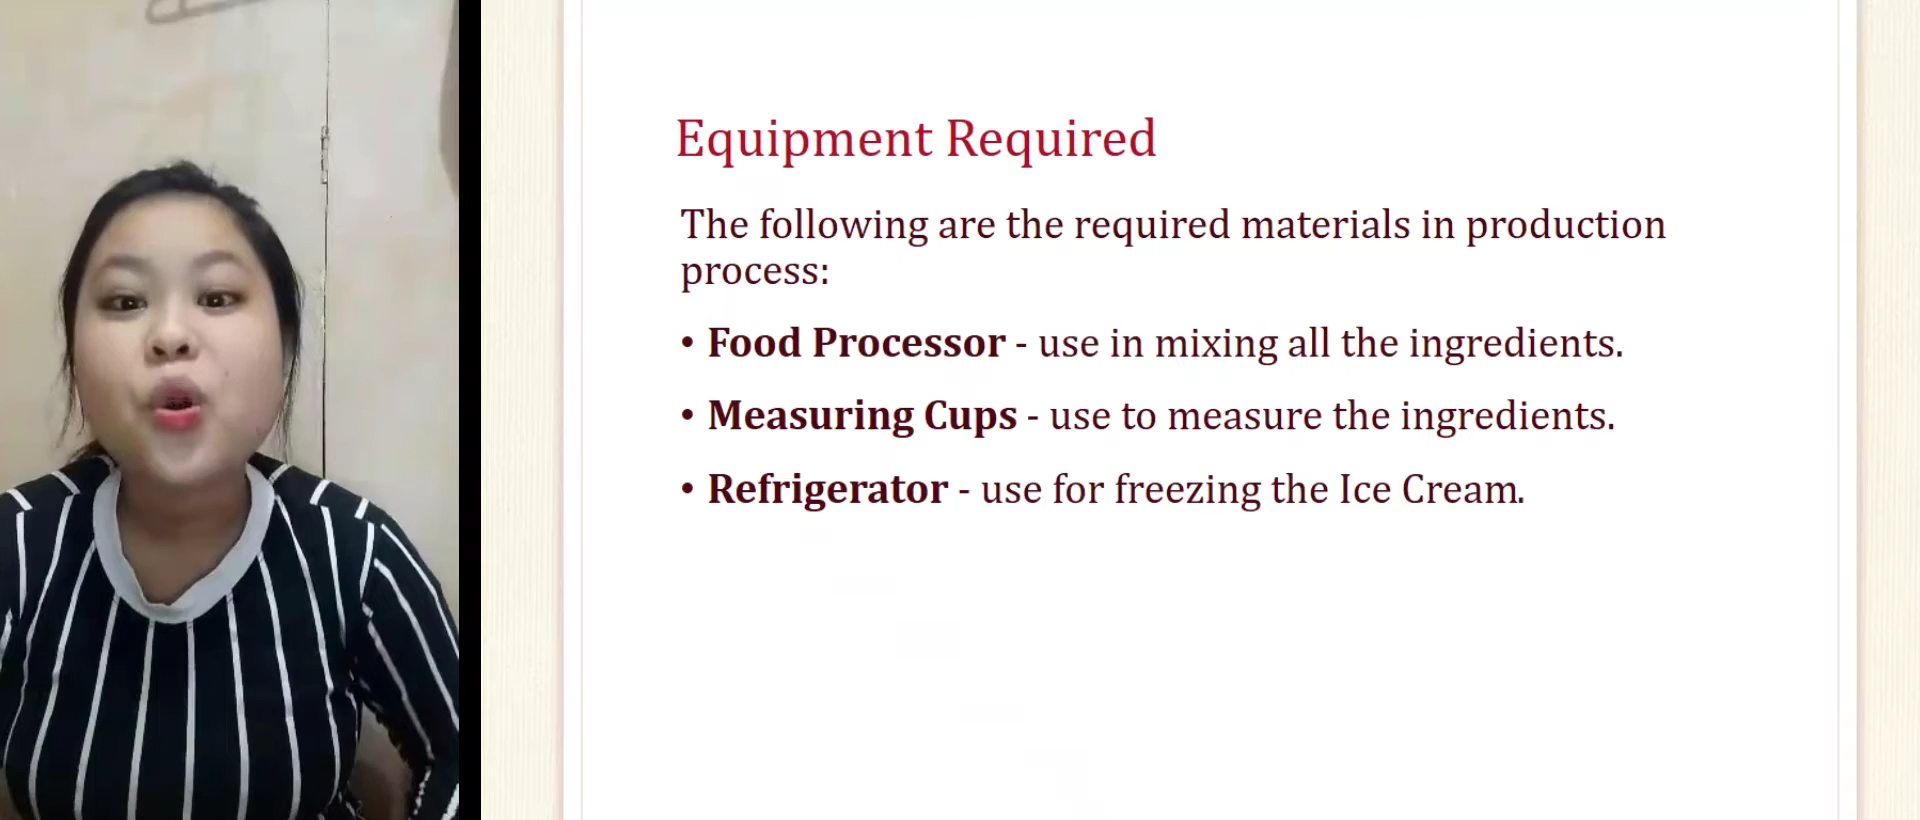 Equipment Required
The following are the required materials in production
process:
• Food Processor - use in mixing all the ingredients.
• Measuring Cups - use to measure the ingredients.
• Refrigerator - use for freezing the Ice Cream.